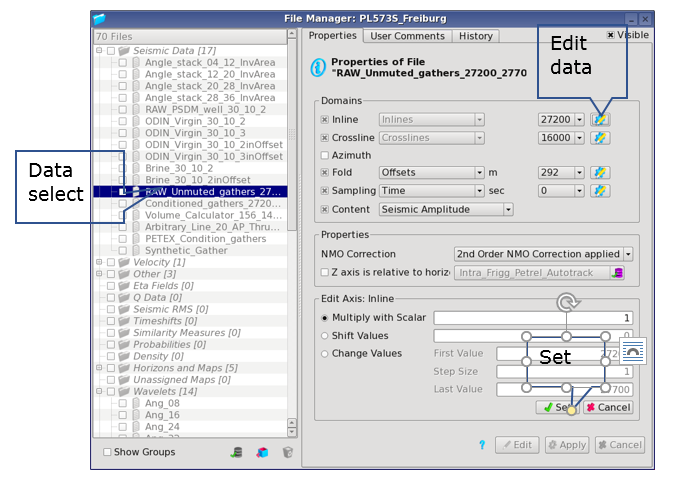 File Manager: PL573S_Freiburg
70 Files
Seismic Data [17]
Angle_stack_04_12_InvArea
Angle_stack_12_20_InvArea
Angle_stack_20_28_InvArea
Angle_stack_28_36_InvArea
RAW_PSDM_well_30_10_2
ODIN_Virgin_30_10_2
ODIN_Virgin_30_10_3
ODIN_Virgin_30_10_2inOffset
ODIN_Virgin_30_10_3inOffset
Brine_30_10_2
Brine_30_10_2inOffset
RAW_Unmuted_gathers_27...
Conditioned_gathers_2720...
Volume_Calculator_156_14...
Arbitrary_Line_20_AP_Thru...
PETEX_Condition_gathers
Synthetic_Gather
Velocity [1]
Other [3]
Eta Fields [0]
Q Data [0]
Seismic RMS [0]
Timeshifts [0]
Similarity Measures [0]
Probabilities [0]
Density [0]
Horizons and Maps [5]
Unassigned Maps [0]
Wavelets [14]
Ang_08
Ang_16
Ang_24
Show Groups
Data
select
Properties User Comments History Visible
Edit
data
Properties of File
"RAW_Unmuted_gathers_27200_2770
Domains
Inline Inlines 27200
Crossline Crosslines 16000
Azimuth
Fold Offsets m 292
Sampling Time sec 0
Content Seismic Amplitude
Properties
NMO Correction 2nd Order NMO Correction applied
Z axis is relative to horiz Intra_Frigg_Petrel_Autotrack
Edit Axis: Inline
Multiply with Scalar 1
Shift Values 0
Change Values First Value
Step Size 1
Last Value 7700
Set
Set Cancel
? Edit Apply Cancel